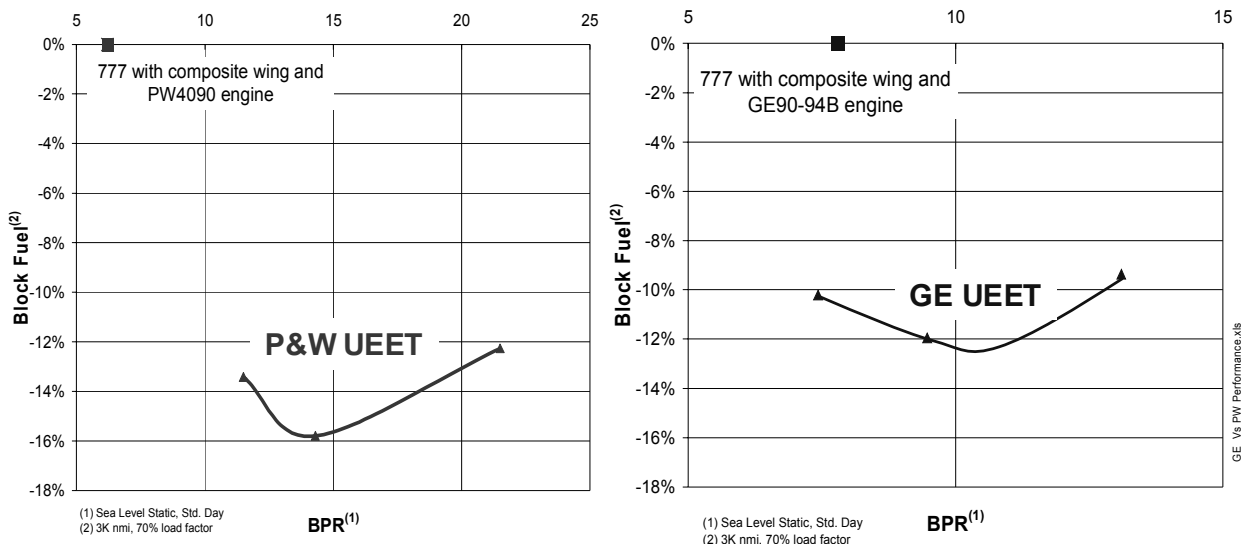 5 10 15 20 25
0%
777 with composite wing and
PW4090 engine
-2%
-4%
-6%
-8%
-10%
-12%
-14%
-16%
-18%
Block Fuel(2)
P&W UEET
(1) Sea Level Static, Std. Day
(2) 3K nmi, 70% load factor
BPR(1)
5 10 15
0%
777 with composite wing and
GE90-94B engine
-2%
-4%
-6%
-8%
-10%
-12%
-14%
-16%
-18%
Block Fuel(2)
GE UEET
(1) Sea Level Static, Std. Day
(2) 3K nmi, 70% load factor
BPR(1)
GE Vs PW Performance.xls